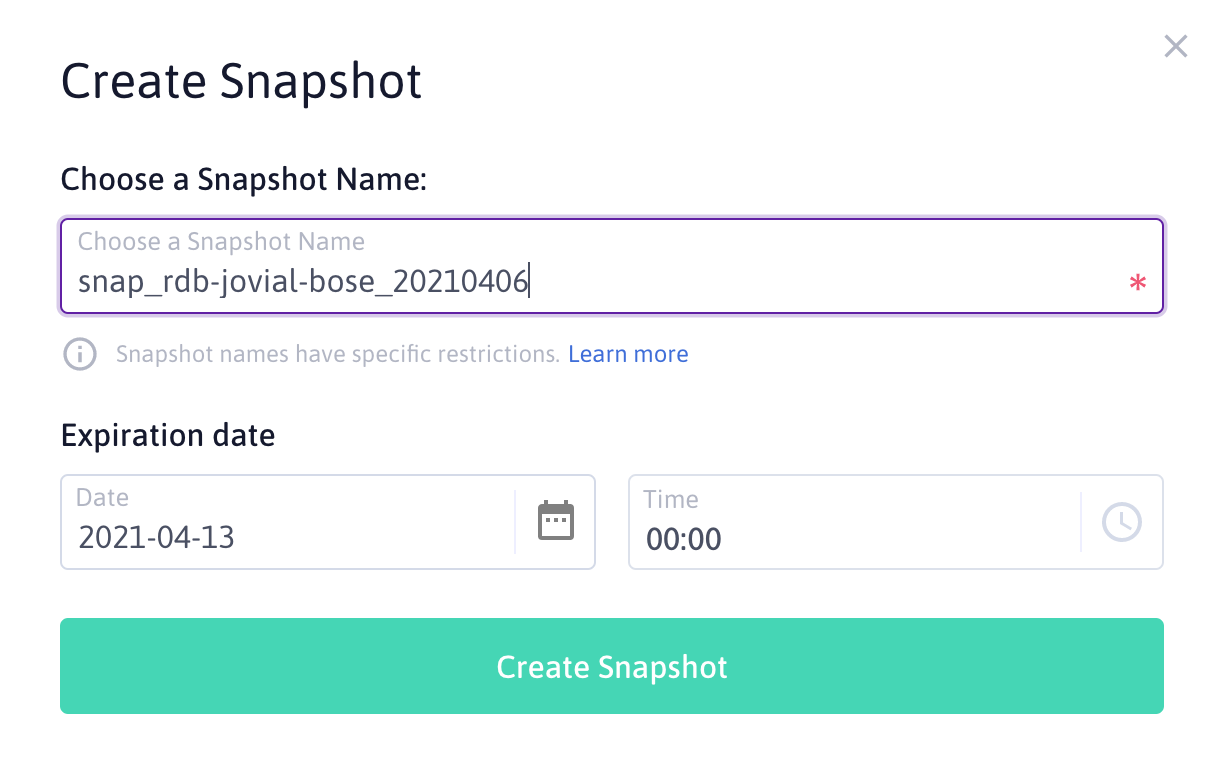 Create Snapshot
Choose a Snapshot Name:
Choose a Snapshot Name
snap_rdb-jovial-bose_20210406
*
Snapshot names have specific restrictions. Learn more
Expiration date
Date
2021-04-13
Time
00:00
Create Snapshot